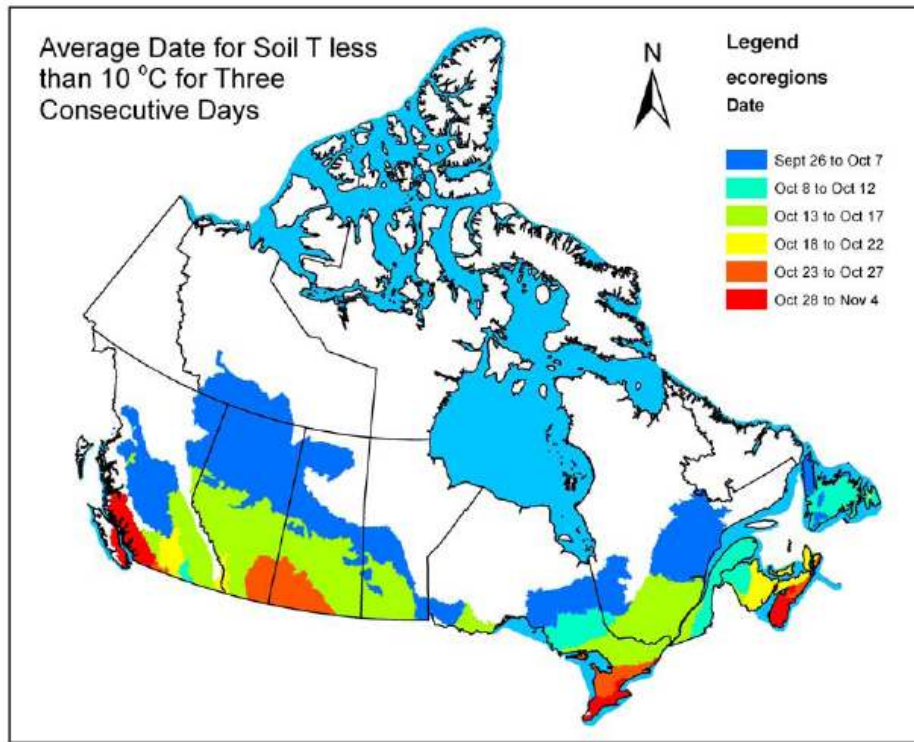 Average Date for Soil T less
than 10 °C for Three
Consecutive Days
N
Legend
ecoregions
Date
Sept 26 to Oct 7
Oct 8 to Oct 12
Oct 13 to Oct 17
Oct 18 to Oct 22
Oct 23 to Oct 27
Oct 28 to Nov 4